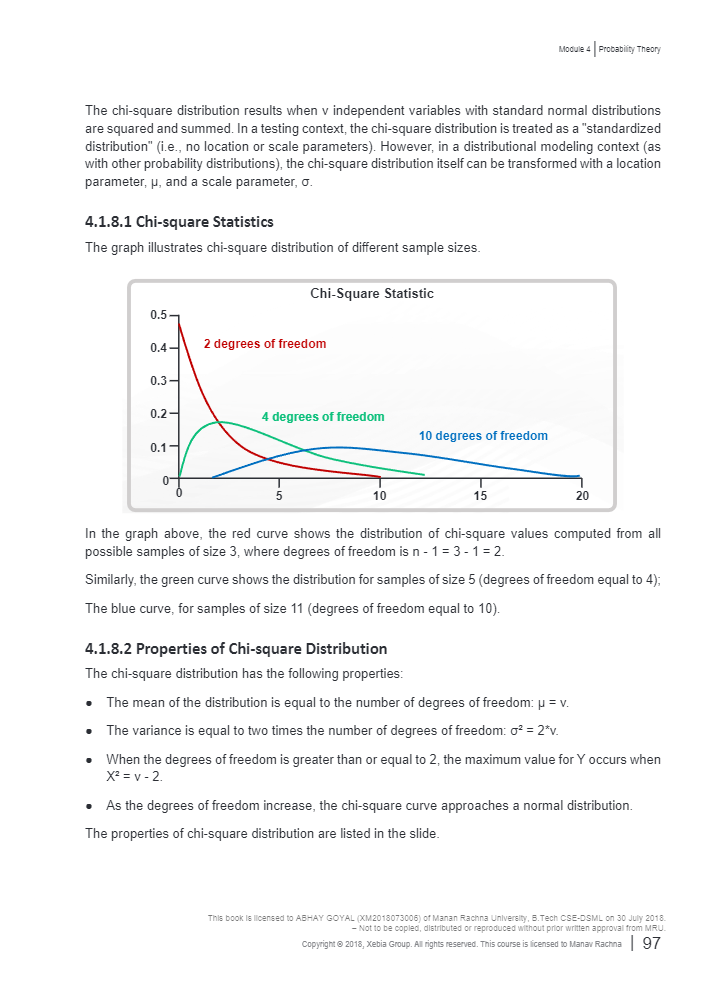 Module 4 | Probability Theory
The chi-square distribution results when v independent variables with standard normal distributions
are squared and summed. In a testing context, the chi-square distribution is treated as a "standardized
distribution" (i.e., no location or scale parameters). However, in a distributional modeling context (as
with other probability distributions), the chi-square distribution itself can be transformed with a location
parameter, µ, and a scale parameter, σ.
4.1.8.1 Chi-square Statistics
The graph illustrates chi-square distribution of different sample sizes.
Chi-Square Statistic
0.5
0.4
2 degrees of freedom
0.3
0.2
4 degrees of freedom
10 degrees of freedom
0.1
0
0 5 10 15 20
In the graph above, the red curve shows the distribution of chi-square values computed from all
possible samples of size 3, where degrees of freedom is n - 1 = 3 - 1 = 2.
Similarly, the green curve shows the distribution for samples of size 5 (degrees of freedom equal to 4);
The blue curve, for samples of size 11 (degrees of freedom equal to 10).
4.1.8.2 Properties of Chi-square Distribution
The chi-square distribution has the following properties:
● The mean of the distribution is equal to the number of degrees of freedom: µ = v.
● The variance is equal to two times the number of degrees of freedom: σ² = 2*v.
● When the degrees of freedom is greater than or equal to 2, the maximum value for Y occurs when
X² = v - 2.
● As the degrees of freedom increase, the chi-square curve approaches a normal distribution.
The properties of chi-square distribution are listed in the slide.
This book is licensed to ABHAY GOYAL (XM2018073006) of Manan Rachna University, B.Tech CSE-DSML on 30 July 2018.
– Not to be copied, distributed or reproduced without prior written approval from MRU.
Copyright © 2018, Xebia Group. All rights reserved. This course is licensed to Manav Rachna | 97